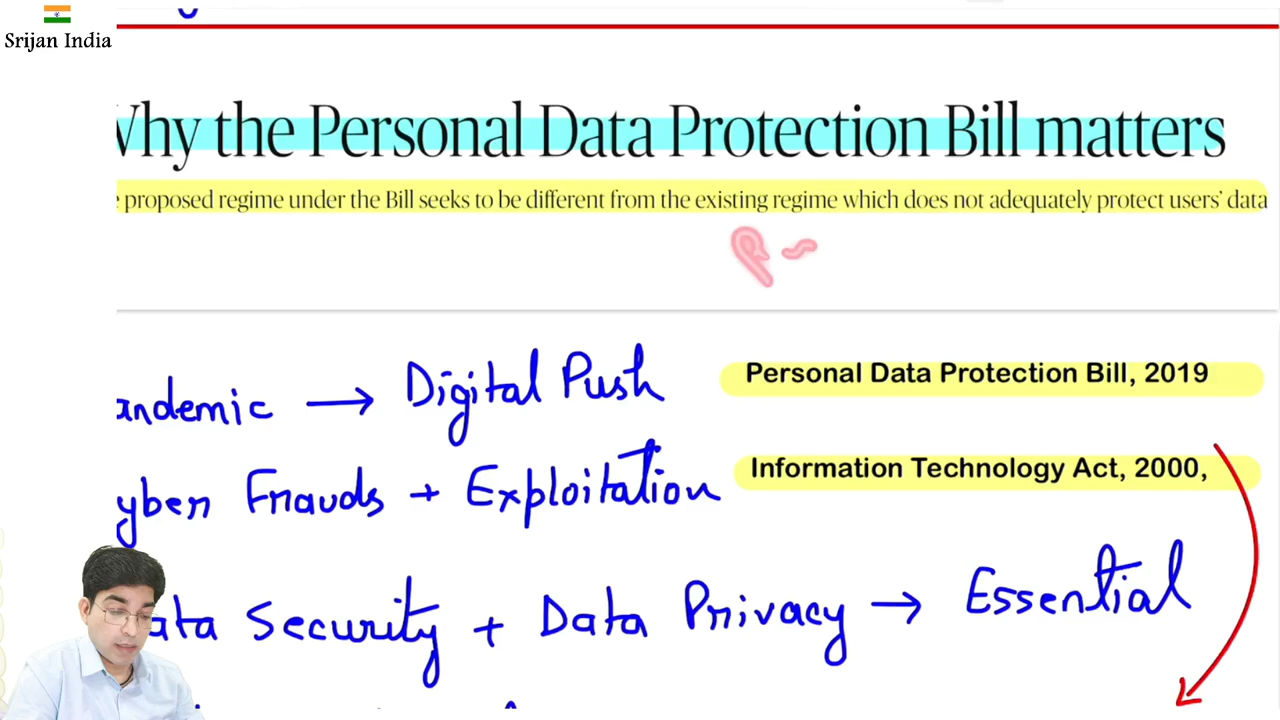 Srijan India
Why the Personal Data Protection Bill matters
proposed regime under the Bill seeks to be different from the existing regime which does not adequately protect users' data
andemic → Digital Push
Personal Data Protection Bill, 2019
yber Frauds + Exploitation
Information Technology Act, 2000,
ata Security + Data Privacy → Essential